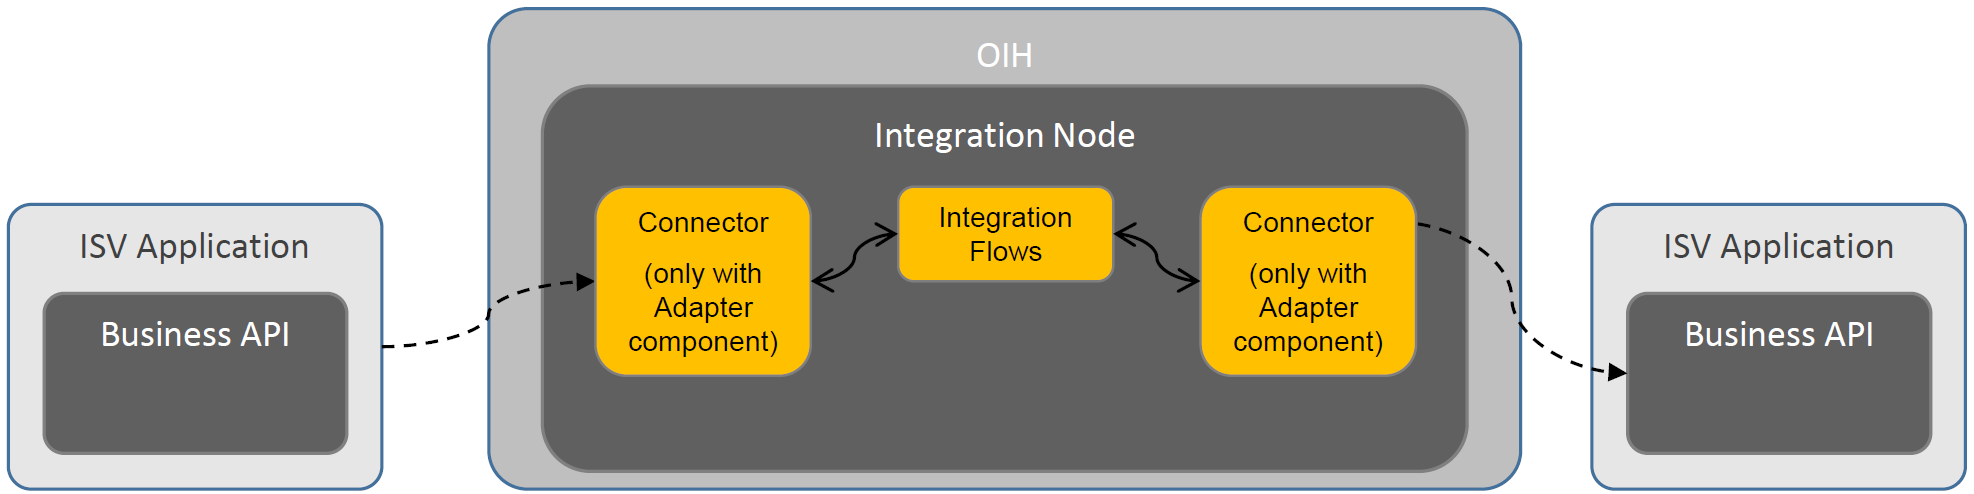 OIH
Integration Node
ISV Application
Business API
Connector
(only with
Adapter
component)
Integration
Flows
Connector
(only with
Adapter
component)
ISV Application
Business API